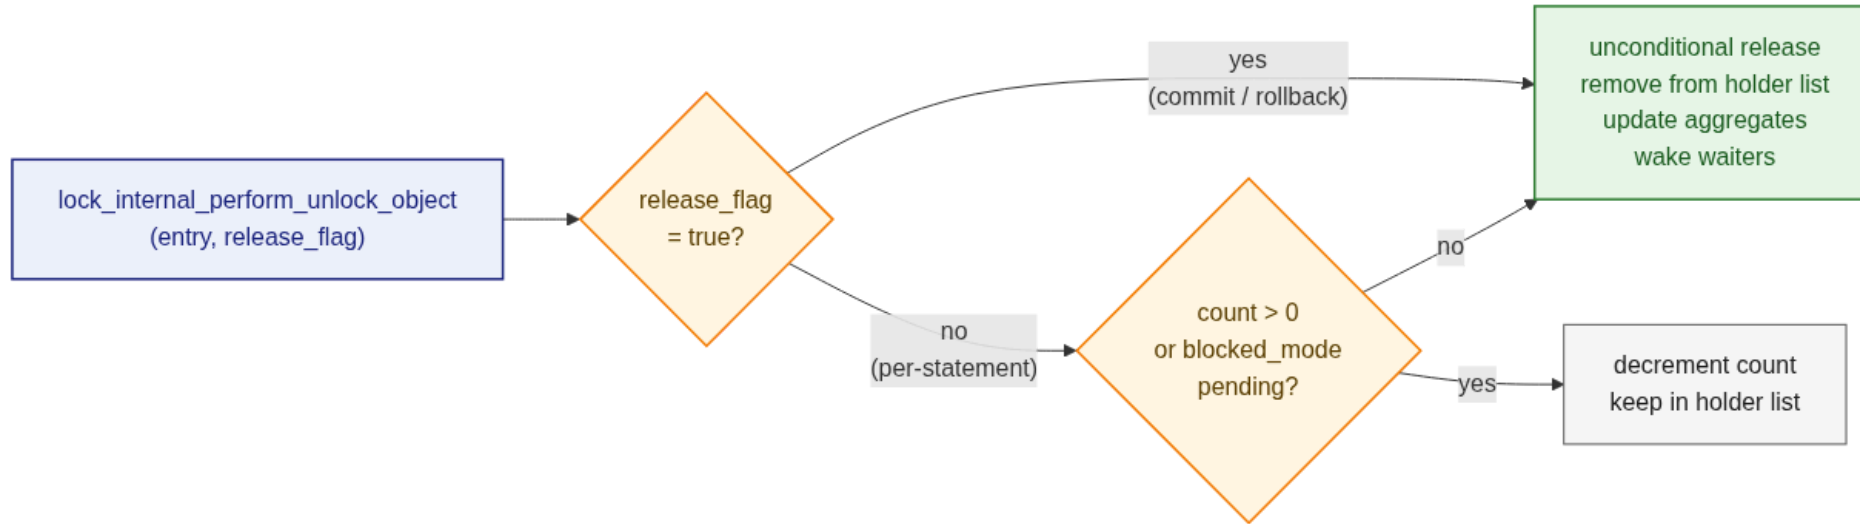 lock_internal_perform_unlock_object
(entry, release_flag)
release_flag
= true?
yes
(commit / rollback)
no
(per-statement)
count > 0
or blocked_mode
pending?
no
yes
unconditional release
remove from holder list
update aggregates
wake waiters
decrement count
keep in holder list